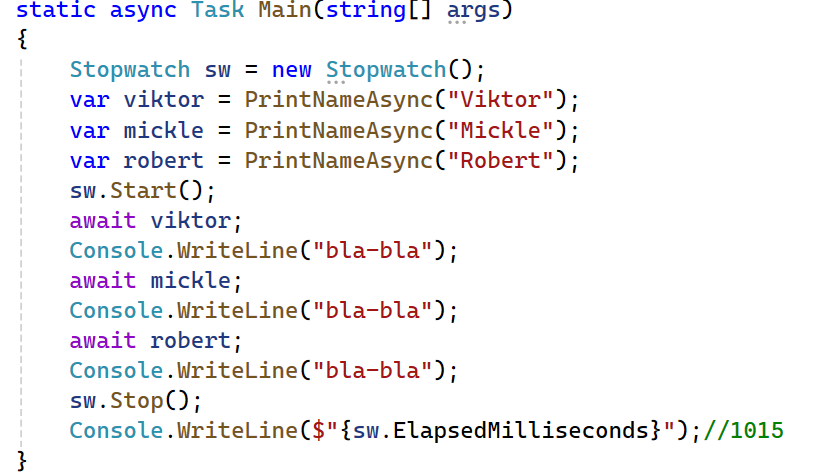 static async Task Main(string[] args)
{
Stopwatch sw = new Stopwatch();
var viktor = PrintNameAsync("Viktor");
var mickle = PrintNameAsync("Mickle");
var robert = PrintNameAsync("Robert");
sw.Start();
await viktor;
Console.WriteLine("bla-bla");
await mickle;
Console.WriteLine("bla-bla");
await robert;
Console.WriteLine("bla-bla");
sw.Stop();
Console.WriteLine($"{sw.ElapsedMilliseconds}");//1015
}